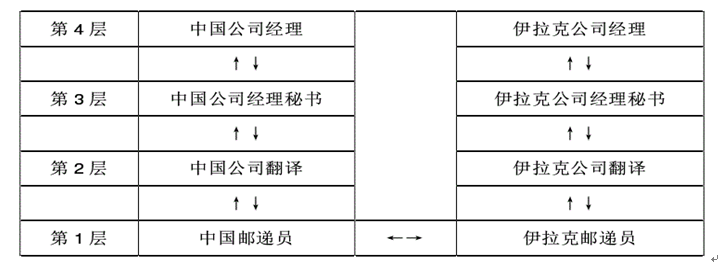 第 4 层 中国公司经理 伊拉克公司经理
↑ ↓ ↑ ↓
第 3 层 中国公司经理秘书 伊拉克公司经理秘书
↑ ↓ ↑ ↓
第 2 层 中国公司翻译 伊拉克公司翻译
↑ ↓ ↑ ↓
第 1 层 中国邮递员 ←→ 伊拉克邮递员